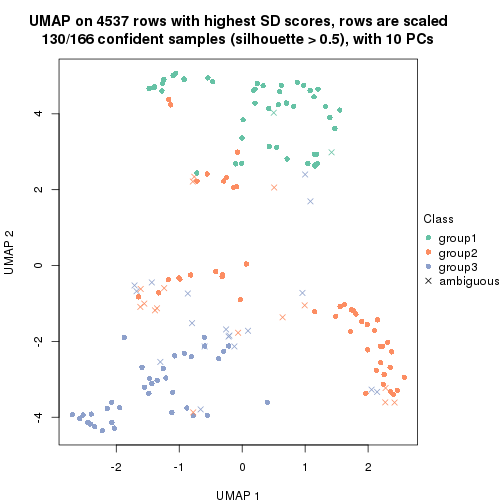 UMAP on 4537 rows with highest SD scores, rows are scaled
130/166 confident samples (silhouette > 0.5), with 10 PCs
4
2
0
-2
-4
UMAP 2
Class
group1
group2
group3
ambiguous
-2 -1 0 1 2
UMAP 1